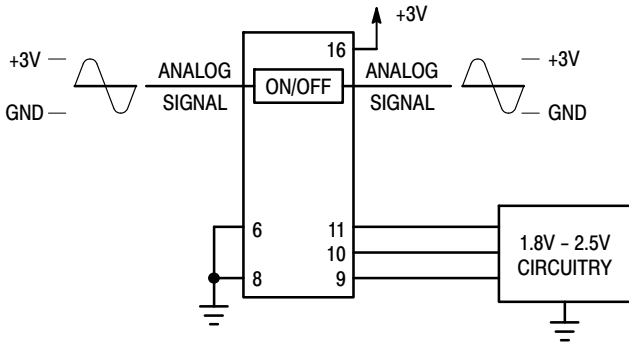 +3V
16
+3V
ANALOG
SIGNAL
ON/OFF
ANALOG
SIGNAL
+3V
GND
GND
6
11
10
8
9
1.8V – 2.5V
CIRCUITRY